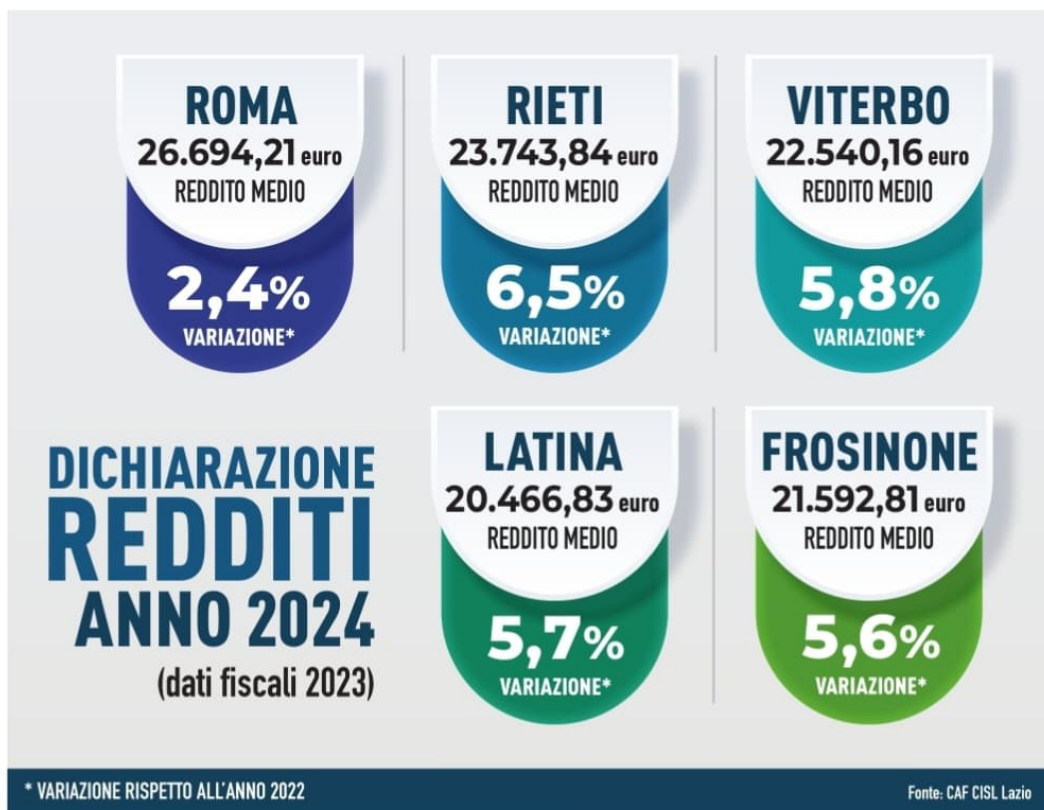 ROMA
26.694,21 euro
REDDITO MEDIO
2,4%
VARIAZIONE*
RIETI
23.743,84 euro
REDDITO MEDIO
6,5%
VARIAZIONE*
VITERBO
22.540,16 euro
REDDITO MEDIO
5,8%
VARIAZIONE*
DICHIARAZIONE
REDDITI
ANNO 2024
(dati fiscali 2023)
LATINA
20.466,83 euro
REDDITO MEDIO
5,7%
VARIAZIONE*
FROSINONE
21.592,81 euro
REDDITO MEDIO
5,6%
VARIAZIONE*
* VARIAZIONE RISPETTO ALL'ANNO 2022
Fonte: CAF CISL Lazio